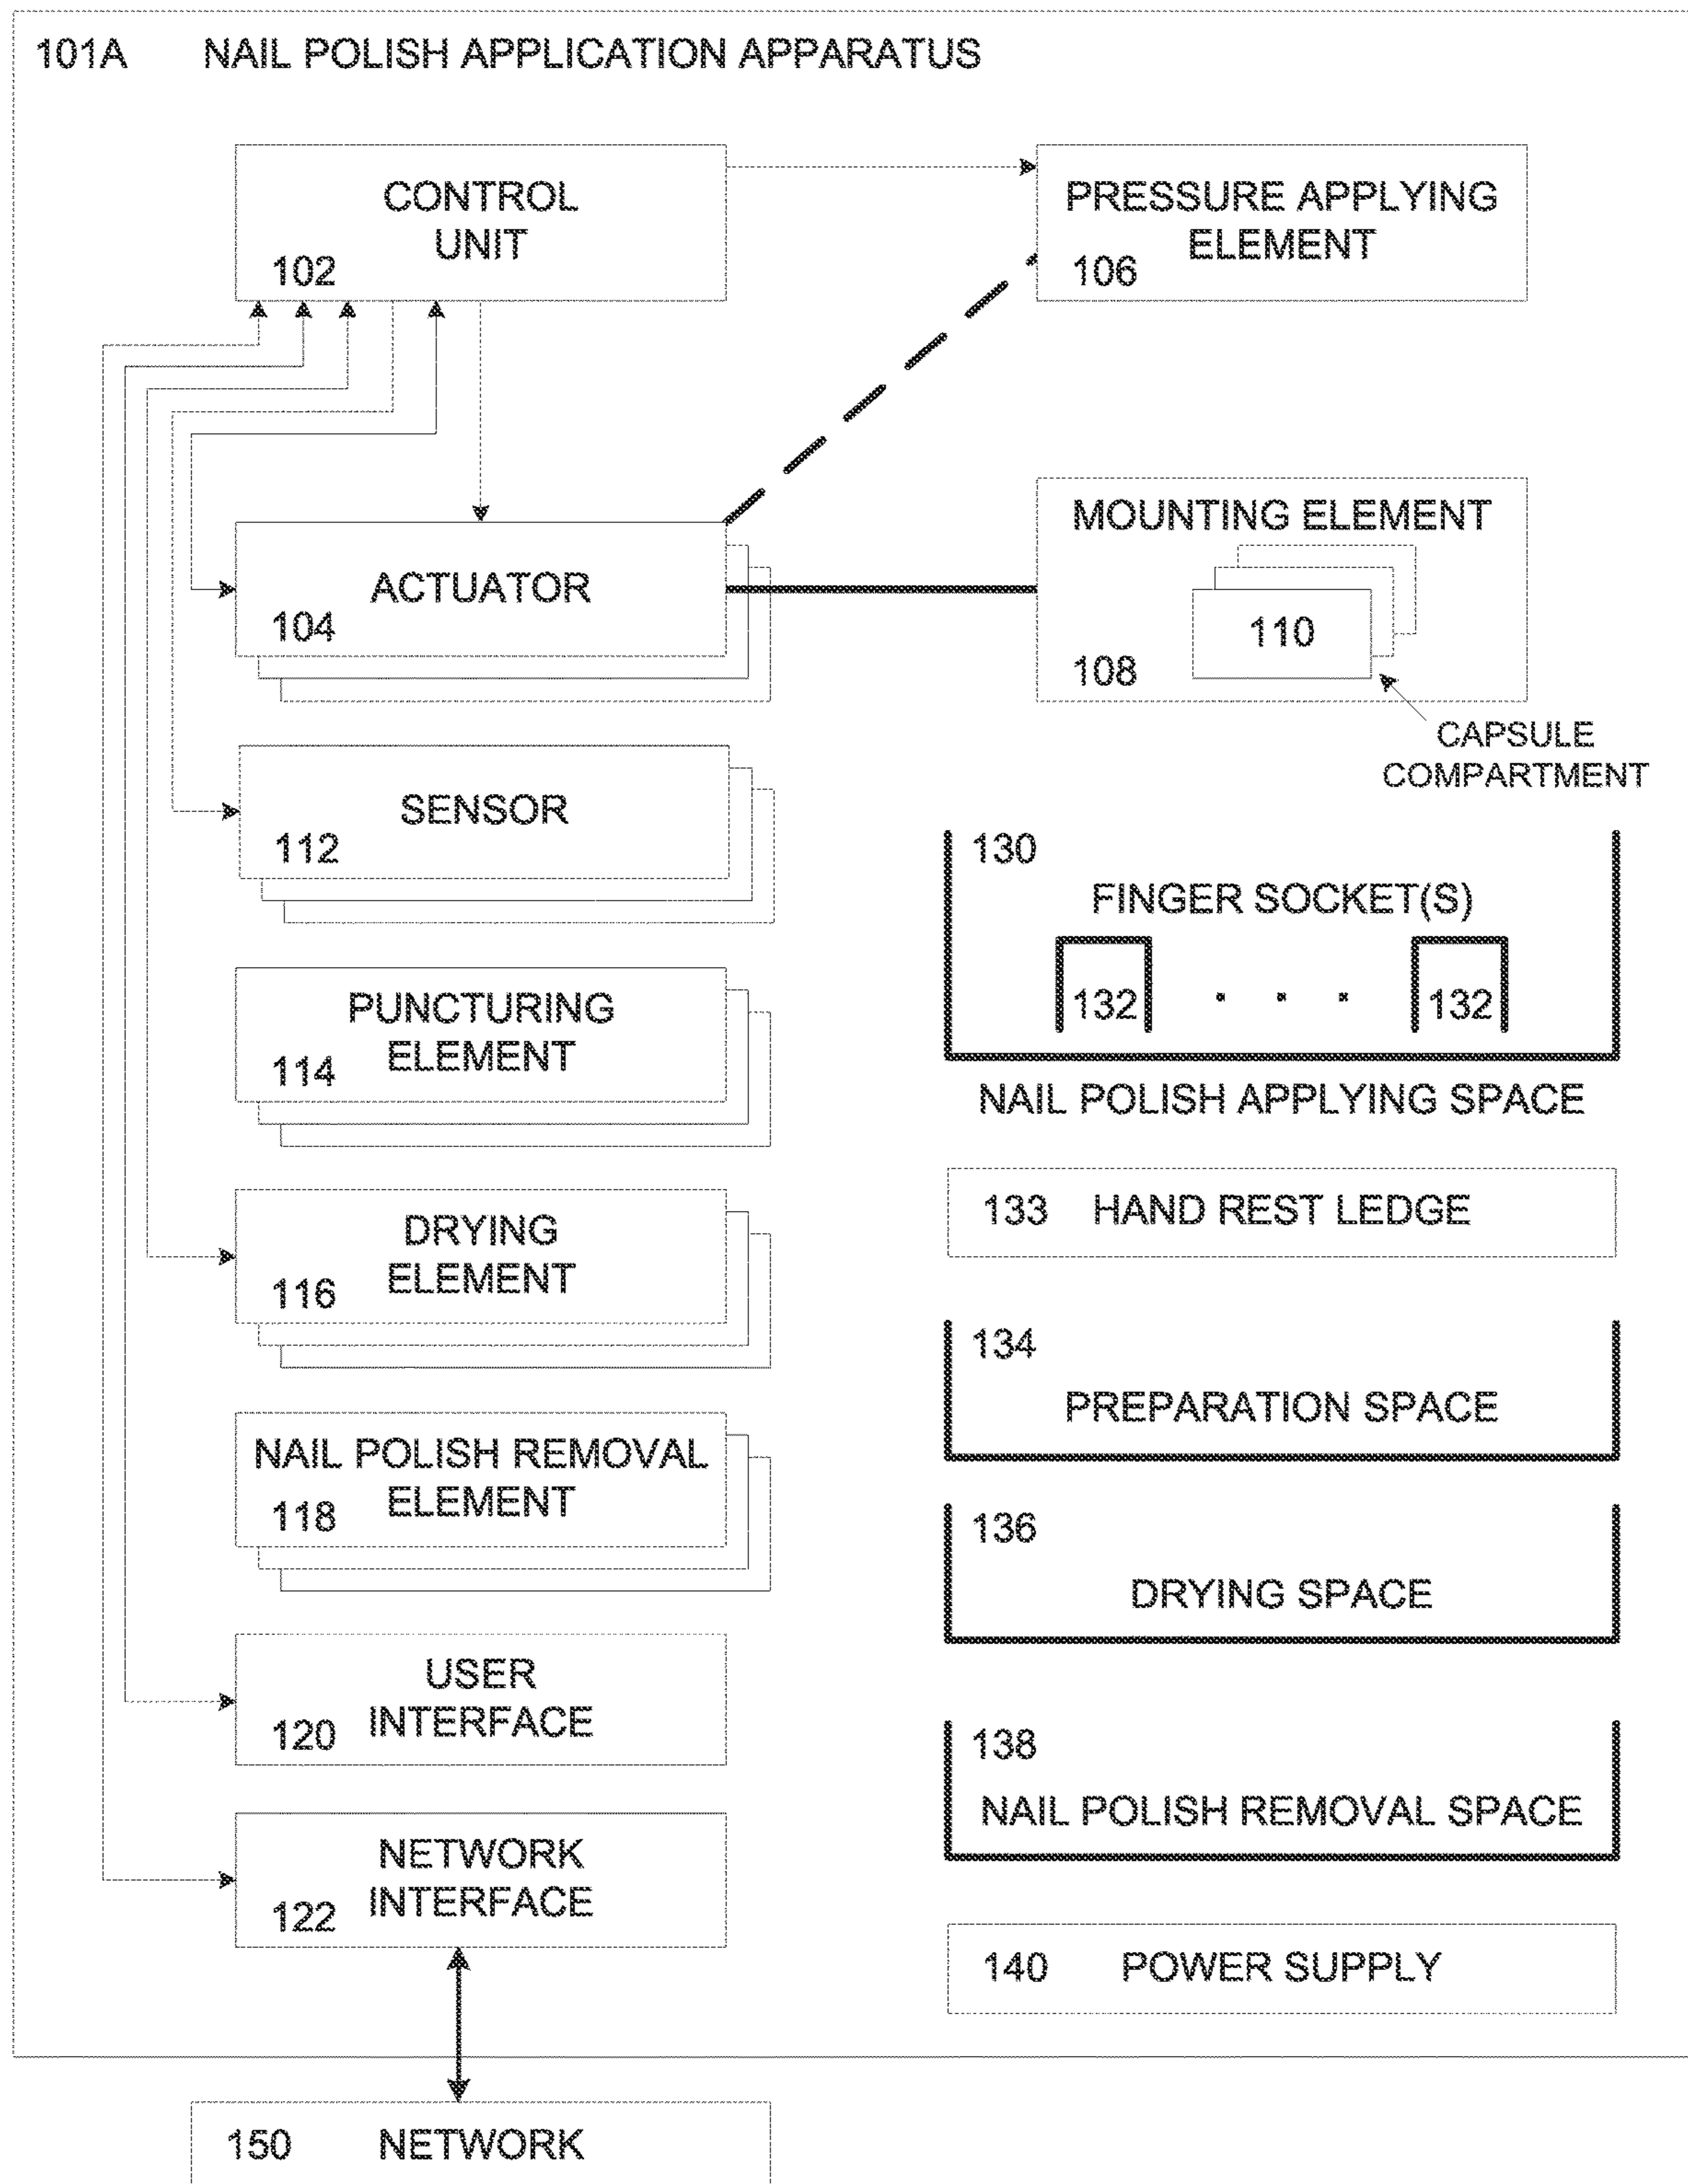 101A NAIL POLISH APPLICATION APPARATUS
CONTROL
UNIT
102
PRESSURE APPLYING
ELEMENT
106
ACTUATOR
104
MOUNTING ELEMENT
110
108
CAPSULE
COMPARTMENT
SENSOR
112
130
FINGER SOCKET(S)
132 . . . 132
NAIL POLISH APPLYING SPACE
PUNCTURING
ELEMENT
114
133 HAND REST LEDGE
DRYING
ELEMENT
116
134
PREPARATION SPACE
NAIL POLISH REMOVAL
ELEMENT
118
136
DRYING SPACE
USER
INTERFACE
120
138
NAIL POLISH REMOVAL SPACE
NETWORK
INTERFACE
122
140 POWER SUPPLY
150 NETWORK